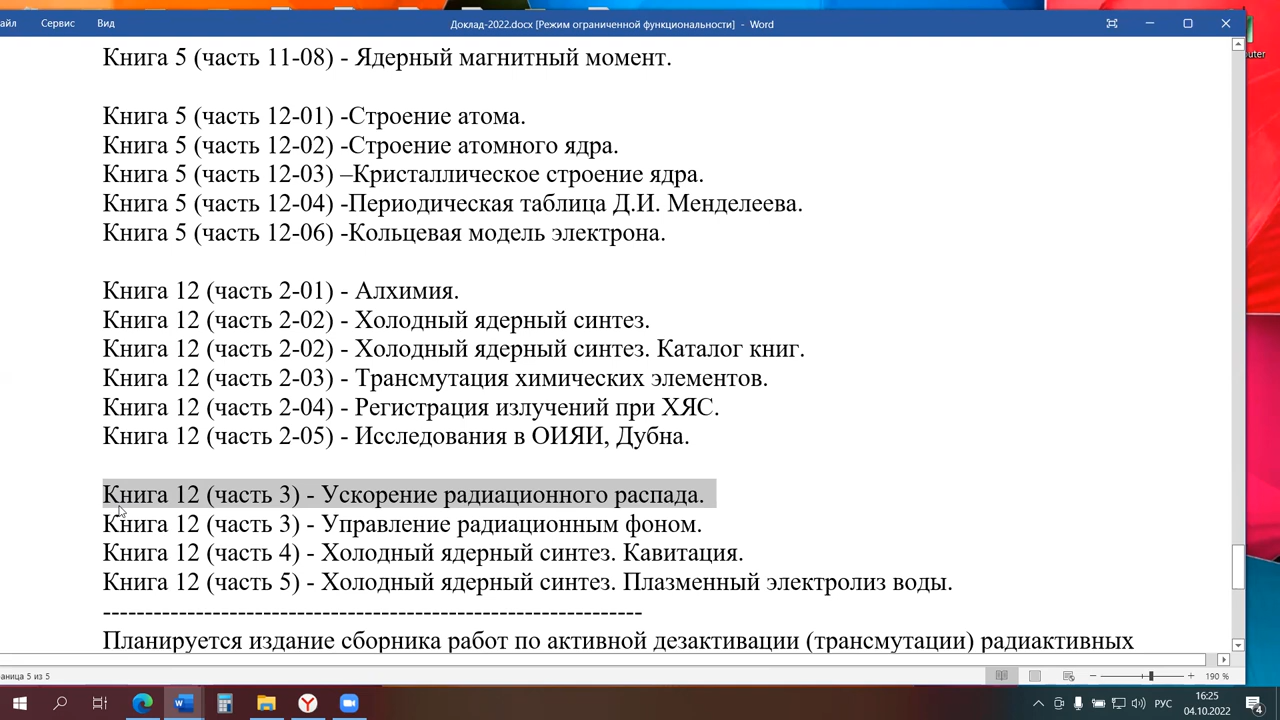 айл Сервис Вид Доклад-2022.docx [Режим ограниченной функциональности] - Word
Книга 5 (часть 11-08) - Ядерный магнитный момент.
Книга 5 (часть 12-01) -Строение атома.
Книга 5 (часть 12-02) -Строение атомного ядра.
Книга 5 (часть 12-03) –Кристаллическое строение ядра.
Книга 5 (часть 12-04) -Периодическая таблица Д.И. Менделеева.
Книга 5 (часть 12-06) -Кольцевая модель электрона.
Книга 12 (часть 2-01) - Алхимия.
Книга 12 (часть 2-02) - Холодный ядерный синтез.
Книга 12 (часть 2-02) - Холодный ядерный синтез. Каталог книг.
Книга 12 (часть 2-03) - Трансмутация химических элементов.
Книга 12 (часть 2-04) - Регистрация излучений при ХЯС.
Книга 12 (часть 2-05) - Исследования в ОИЯИ, Дубна.
Книга 12 (часть 3) - Ускорение радиационного распада.
Книга 12 (часть 3) - Управление радиационным фоном.
Книга 12 (часть 4) - Холодный ядерный синтез. Кавитация.
Книга 12 (часть 5) - Холодный ядерный синтез. Плазменный электролиз воды.
----------------------------------------------------------------
Планируется издание сборника работ по активной дезактивации (трансмутации) радиактивных
аница 5 из 5 190 %
РУС 16:25
04.10.2022 4
uter